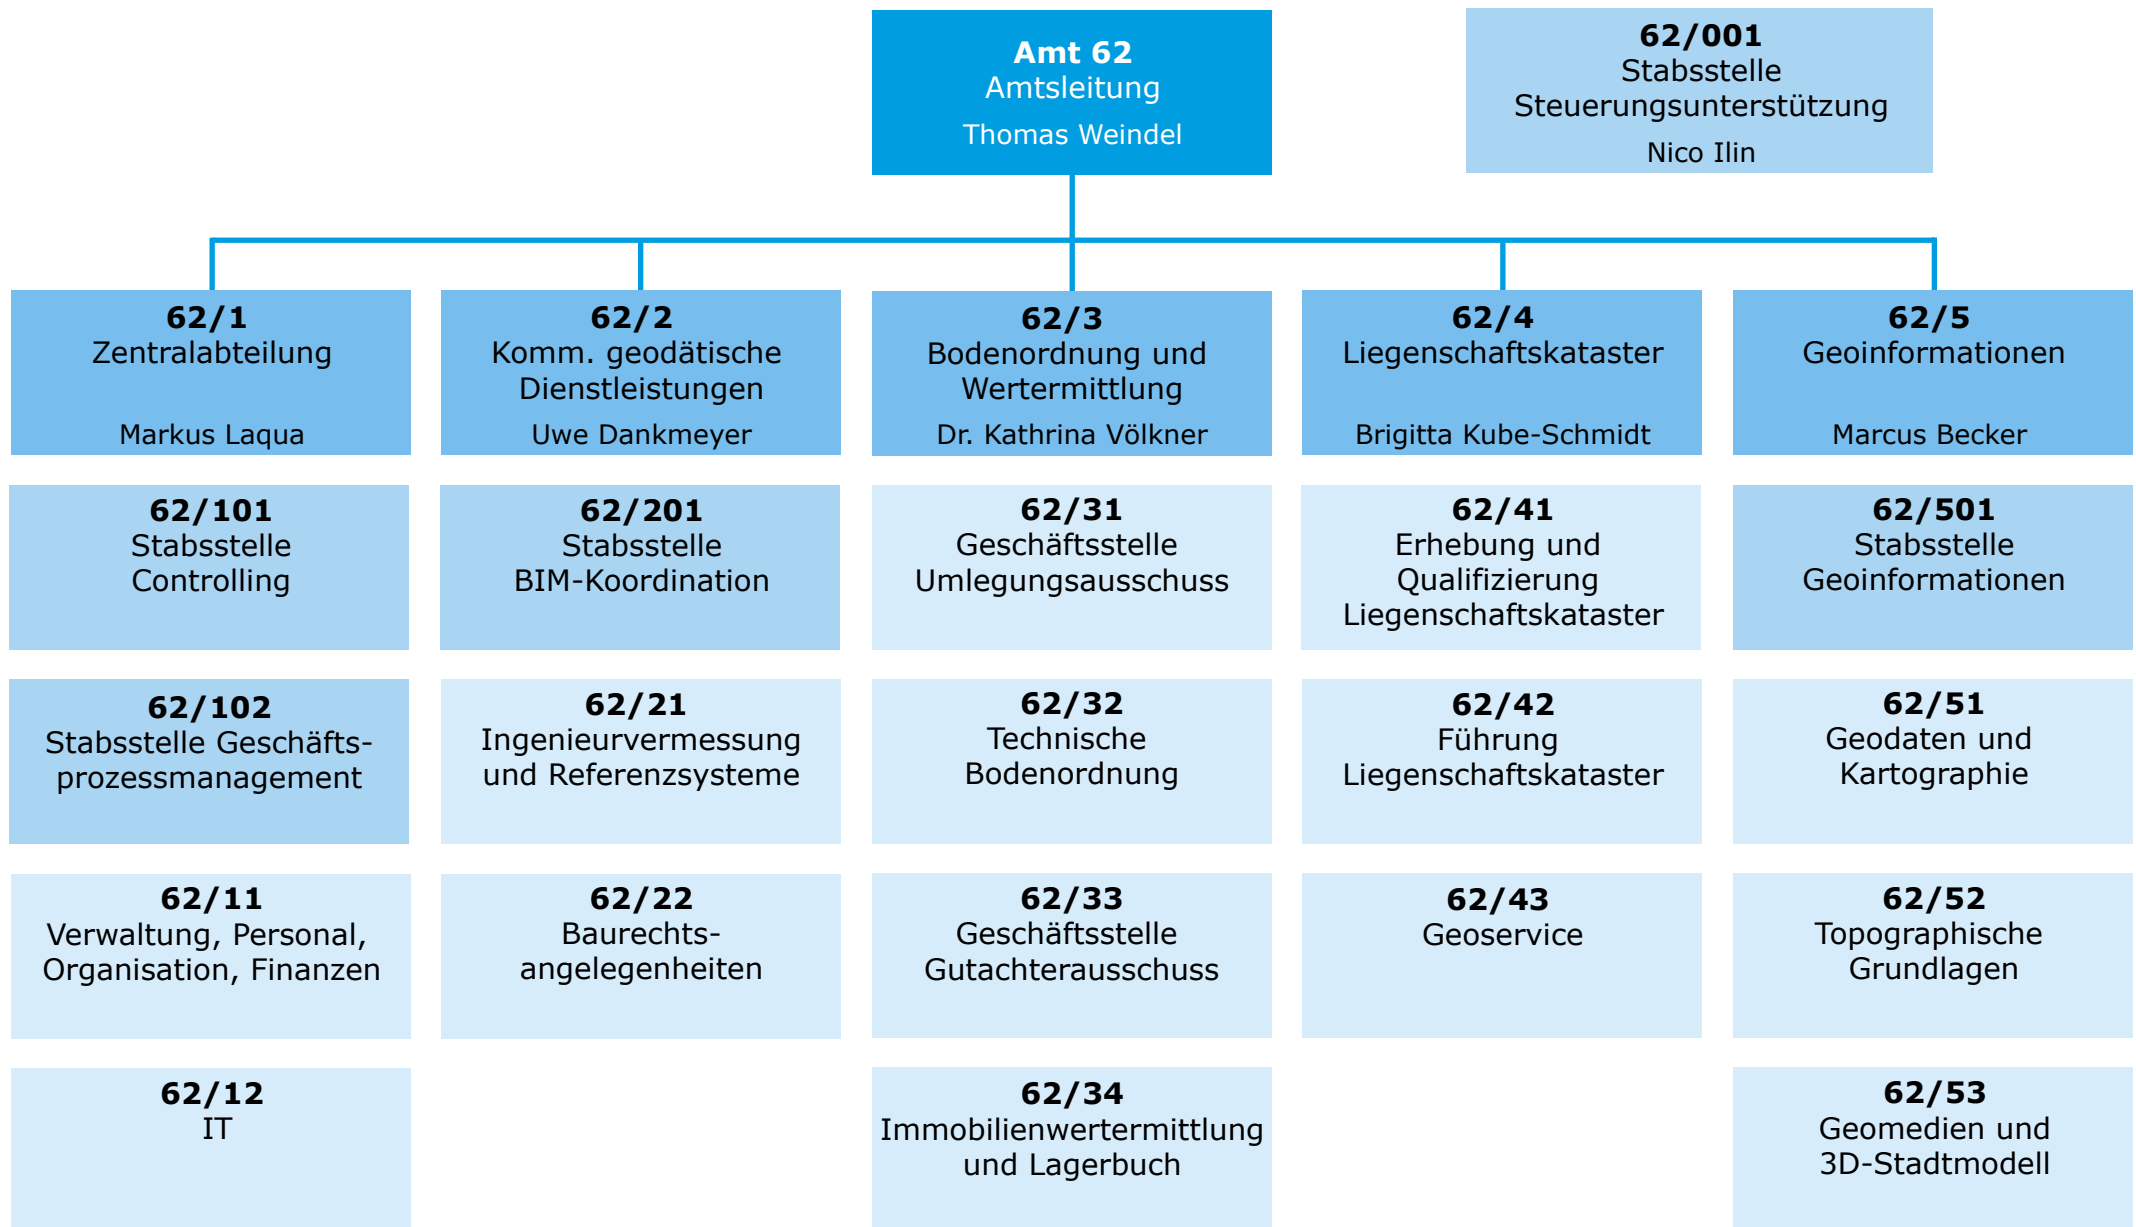 Amt 62
Amtsleitung
Thomas Weindel
62/001
Stabsstelle
Steuerungsunterstützung
Nico Ilin
62/1
Zentralabteilung
Markus Laqua
62/2
Komm. geodätische
Dienstleistungen
Uwe Dankmeyer
62/3
Bodenordnung und
Wertermittlung
Dr. Kathrina Völkner
62/4
Liegenschaftskataster
Brigitta Kube-Schmidt
62/5
Geoinformationen
Marcus Becker
62/101
Stabsstelle
Controlling
62/201
Stabsstelle
BIM-Koordination
62/31
Geschäftsstelle
Umlegungsausschuss
62/41
Erhebung und
Qualifizierung
Liegenschaftskataster
62/501
Stabsstelle
Geoinformationen
62/102
Stabsstelle Geschäfts-
prozessmanagement
62/21
Ingenieurvermessung
und Referenzsysteme
62/32
Technische
Bodenordnung
62/42
Führung
Liegenschaftskataster
62/51
Geodaten und
Kartographie
62/11
Verwaltung, Personal,
Organisation, Finanzen
62/22
Baurechts-
angelegenheiten
62/33
Geschäftsstelle
Gutachterausschuss
62/43
Geoservice
62/52
Topographische
Grundlagen
62/12
IT
62/34
Immobilienwertermittlung
und Lagerbuch
62/53
Geomedien und
3D-Stadtmodell